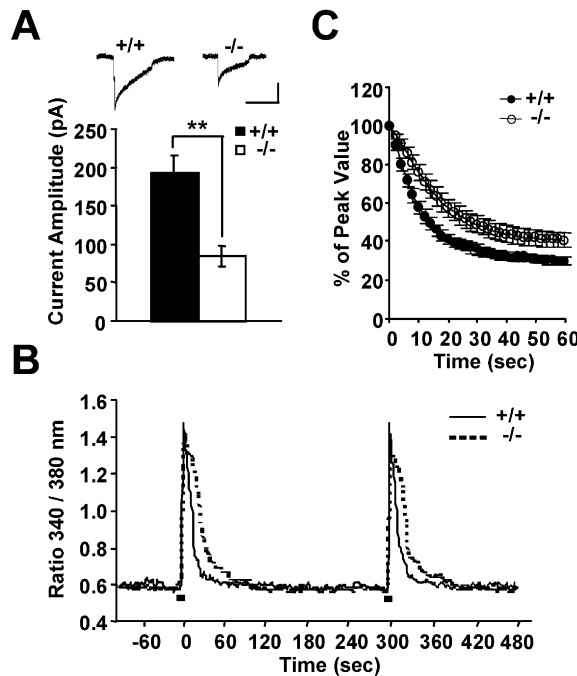 A
+/+
-/-
Current Amplitude (pA)
250
200
150
100
50
0
**
+/+
-/-
C
% of Peak Value
120
100
80
60
40
20
0
+/+
-/-
0 10 20 30 40 50 60
Time (sec)
B
Ratio 340 / 380 nm
1.6
1.4
1.2
1.0
0.8
0.6
0.4
+/+
-/-
-60 0 60 120 180 240 300 360 420 480
Time (sec)